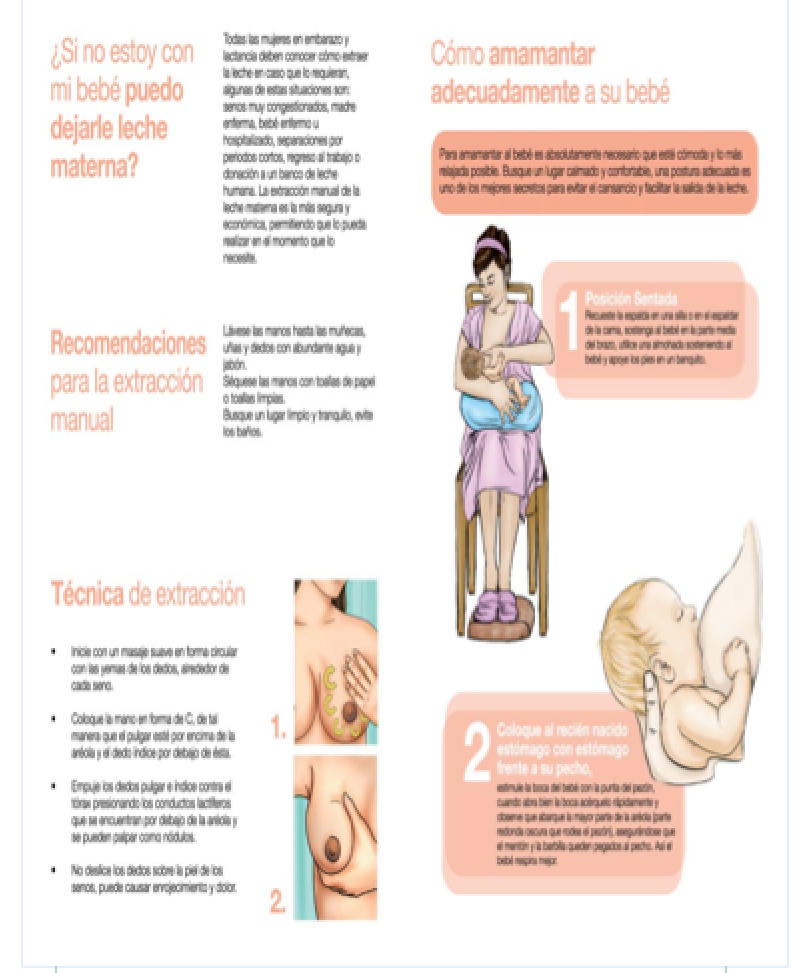 ¿Si no estoy con
mi bebé puedo
dejarle leche
materna?
Todas las mujeres en embarazo y
lactancia deben conocer cómo extraer
la leche en caso que lo requieran,
algunas de estas situaciones son:
senos muy congestionados, madre
enferma, bebé enfermo u
hospitalizado, separaciones por
periodos cortos, regreso al trabajo o
donación a un banco de leche
humana. La extracción manual de la
leche materna es la más segura y
económica, permitiendo que lo pueda
realizar en el momento que lo
necesite.
Recomendaciones
para la extracción
manual
Lávese las manos hasta las muñecas,
uñas y dedos con abundante agua y
jabón.
Séquese las manos con toallas de papel
o toallas limpias.
Busque un lugar limpio y tranquilo, evite
los baños.
Técnica de extracción
• Inicie con un masaje suave en forma circular
con las yemas de los dedos, alrededor de
cada seno.
• Coloque la mano en forma de C, de tal
manera que el pulgar esté por encima de la
aréola y el dedo índice por debajo de ésta.
• Empuje los dedos pulgar e índice contra el
tórax presionando los conductos lactíferos
que se encuentran por debajo de la aréola y
se pueden palpar como nódulos.
• No deslice los dedos sobre la piel de los
senos, puede causar enrojecimiento y dolor.
1.
2.
Cómo amamantar
adecuadamente a su bebé
Para amamantar al bebé es absolutamente necesario que esté cómoda y lo más
relajada posible. Busque un lugar calmado y confortable, una postura adecuada es
uno de los mejores secretos para evitar el cansancio y facilitar la salida de la leche.
1
Posición Sentada
Recueste la espalda en una silla o en el espaldar
de la cama, sostenga al bebé en la parte media
del brazo, utilice una almohada sosteniendo al
bebé y apoye los pies en un banquito.
2
Coloque al recién nacido
estómago con estómago
frente a su pecho,
estimule la boca del bebé con la punta del pezón,
cuando abra bien la boca acérquelo rápidamente y
observe que abarque la mayor parte de la aréola (parte
redonda oscura que rodea el pezón), asegurándose que
el mentón y la barbilla queden pegados al pecho. Así el
bebé respira mejor.